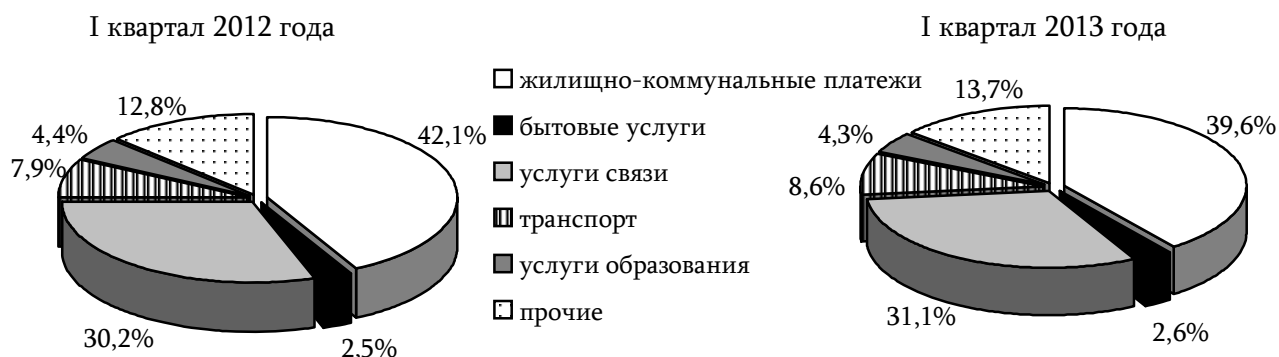 I квартал 2012 года
I квартал 2013 года
12,8%
4,4%
7,9%
42,1%
30,2%
2,5%
жилищно-коммунальные платежи
бытовые услуги
услуги связи
транспорт
услуги образования
прочие
13,7%
4,3%
8,6%
39,6%
31,1%
2,6%